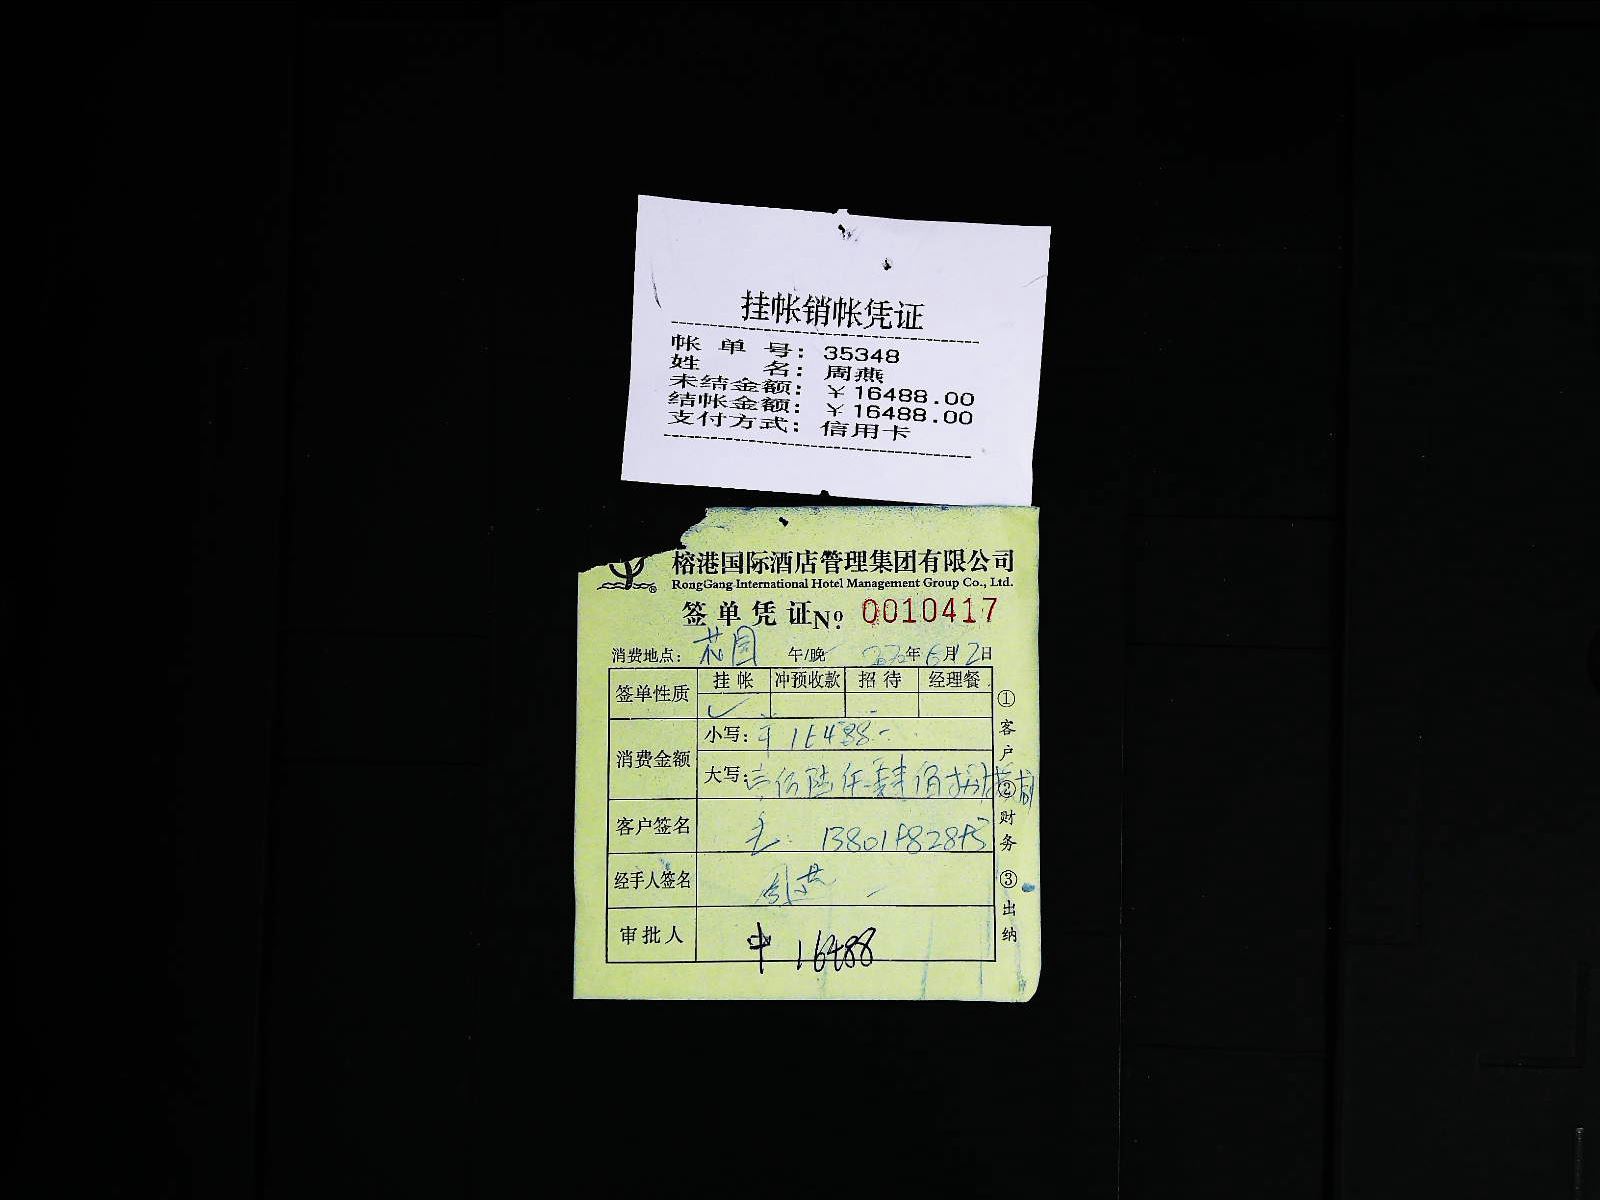 挂帐销帐凭证
帐单号：35348
姓名：周燕
未结金额：￥16488.00
结帐金额：￥16488.00
支付方式：信用卡
榕港国际酒店管理集团有限公司
RongGang International Hotel Management Group Co., Ltd.
签单凭证 № 0010417
消费地点：花园 午/晚 年6月12日
签单性质 挂帐 冲预收款 招待 经理餐
✓
消费金额 小写：￥16488-
大写：
客户签名
经手人签名 周燕
审批人 ￥16488
①客户 ②财务 ③出纳